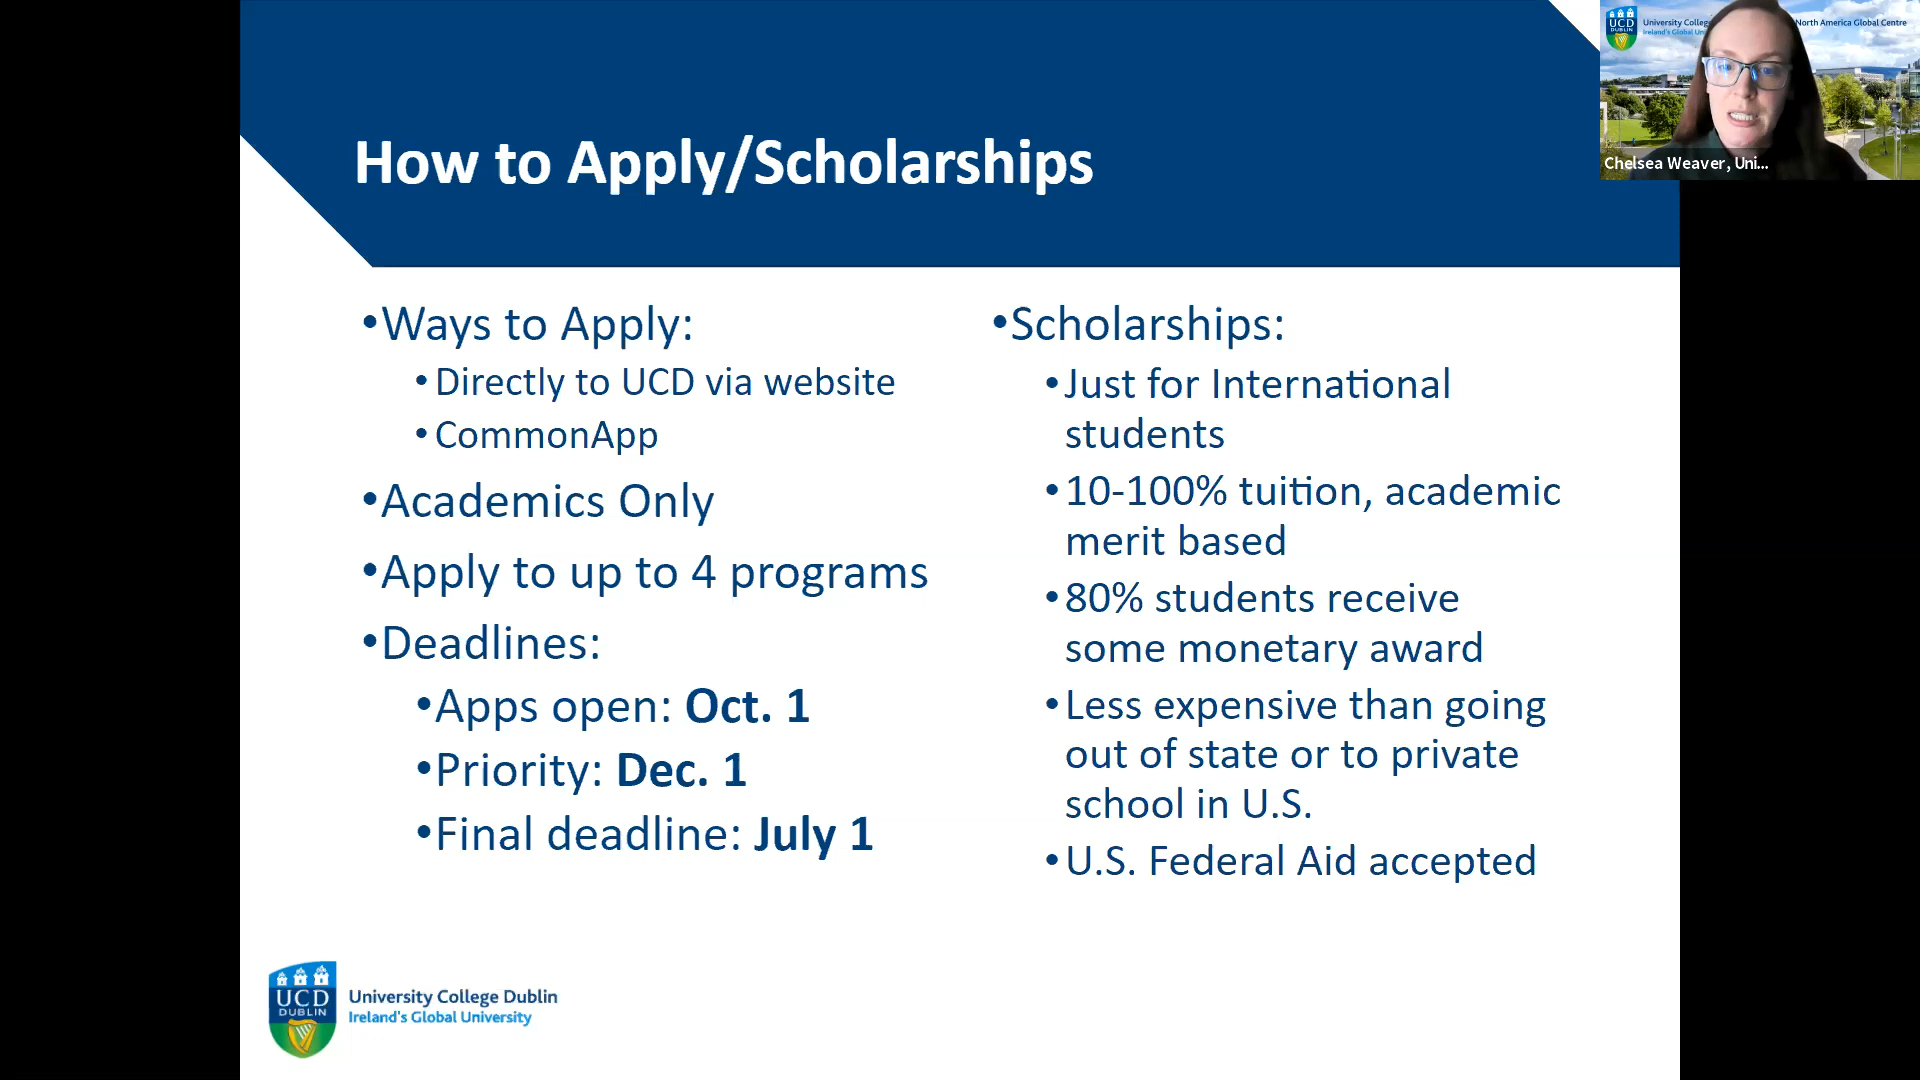 How to Apply/Scholarships
•Ways to Apply:
•Directly to UCD via website
•CommonApp
•Academics Only
•Apply to up to 4 programs
•Deadlines:
•Apps open: Oct. 1
•Priority: Dec. 1
•Final deadline: July 1
•Scholarships:
•Just for International
students
•10-100% tuition, academic
merit based
•80% students receive
some monetary award
•Less expensive than going
out of state or to private
school in U.S.
•U.S. Federal Aid accepted
UCD
DUBLIN
University College Dublin
Ireland's Global University
UCD
DUBLIN
University College
North America Global Centre
Ireland's Global
Chelsea Weaver, Uni...